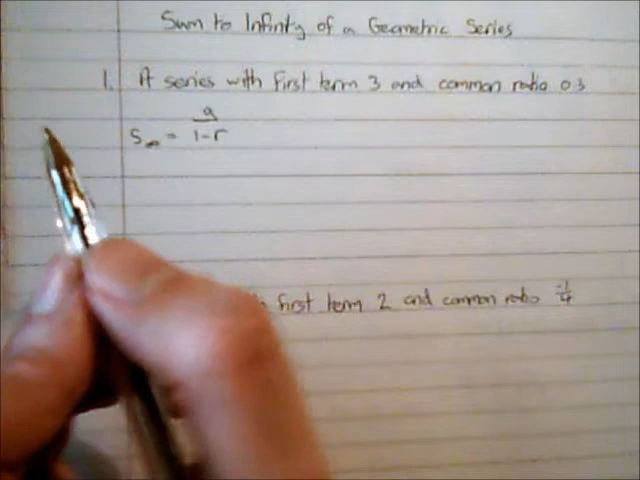 Sum to Infinity of a Geometric Series
1. A series with first term 3 and common ratio 0.3
S∞ = a/1-r
first term 2 and common ratio -1/4